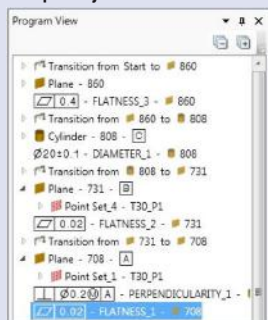 Program View
Transition from Start to 860
Plane - 860
0.4 - FLATNESS_3 - 860
Transition from 860 to 808
Cylinder - 808 - C
Ø20±0.1 - DIAMETER_1 - 808
Transition from 808 to 731
Plane - 731 - B
Point Set_4 - T30_P1
0.02 - FLATNESS_2 - 731
Transition from 731 to 708
Plane - 708 - A
Point Set_1 - T30_P1
⊥ Ø0.2Ⓜ A - PERPENDICULARITY_1 -
0.02 - FLATNESS_1 - 708